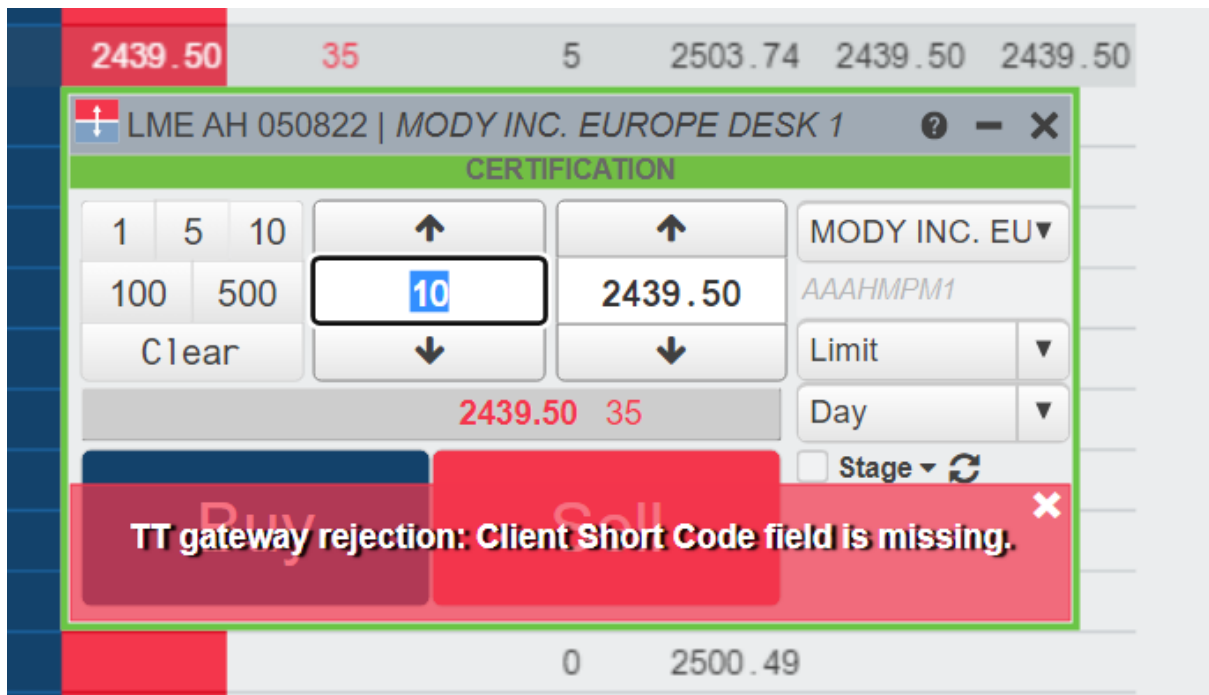 2439.50 35 5 2503.74 2439.50 2439.50
LME AH 050822 | MODY INC. EUROPE DESK 1
CERTIFICATION
1 5 10 MODY INC. EU
100 500 10 2439.50 AAAHMPM1
Clear Limit
2439.50 35 Day
Stage
Buy Sell
TT gateway rejection: Client Short Code field is missing.
0 2500.49